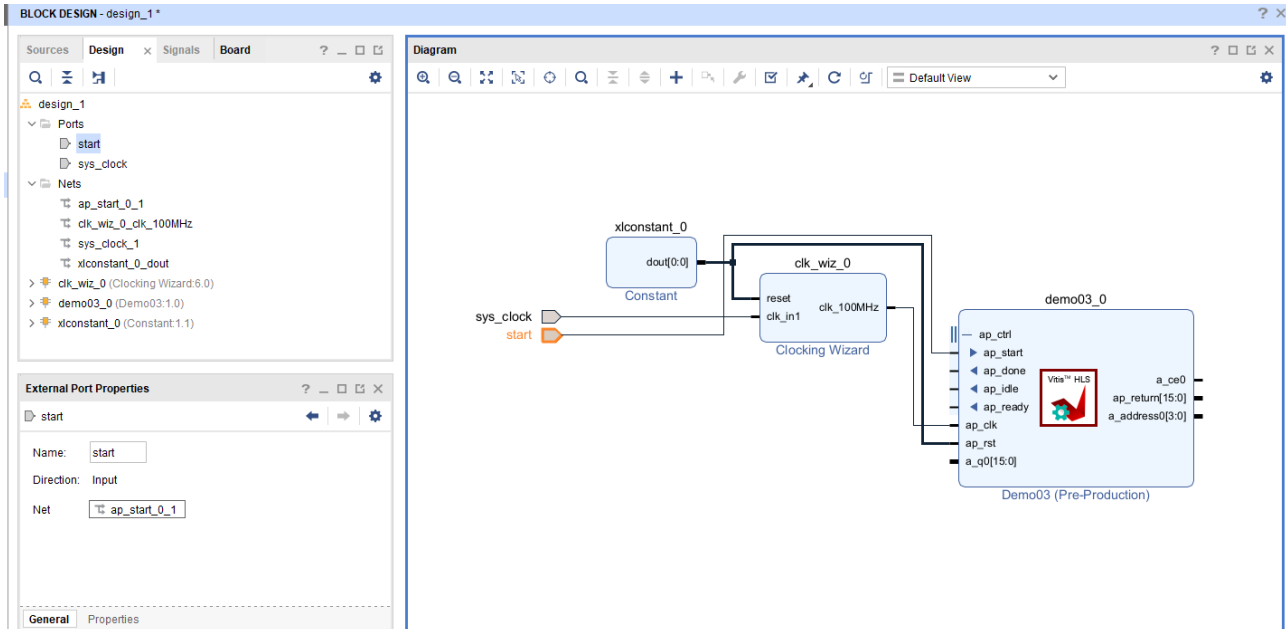 BLOCK DESIGN - design_1 *
Sources Design Signals Board
design_1
Ports
start
sys_clock
Nets
ap_start_0_1
clk_wiz_0_clk_100MHz
sys_clock_1
xlconstant_0_dout
clk_wiz_0 (Clocking Wizard:6.0)
demo03_0 (Demo03:1.0)
xlconstant_0 (Constant:1.1)
External Port Properties
start
Name: start
Direction: Input
Net ap_start_0_1
General Properties
Diagram
Default View
xlconstant_0
dout[0:0]
Constant
sys_clock
start
clk_wiz_0
reset
clk_in1
clk_100MHz
Clocking Wizard
demo03_0
ap_ctrl
ap_start
ap_done
ap_idle
ap_ready
ap_clk
ap_rst
a_q0[15:0]
Vitis™ HLS
a_ce0
ap_return[15:0]
a_address0[3:0]
Demo03 (Pre-Production)